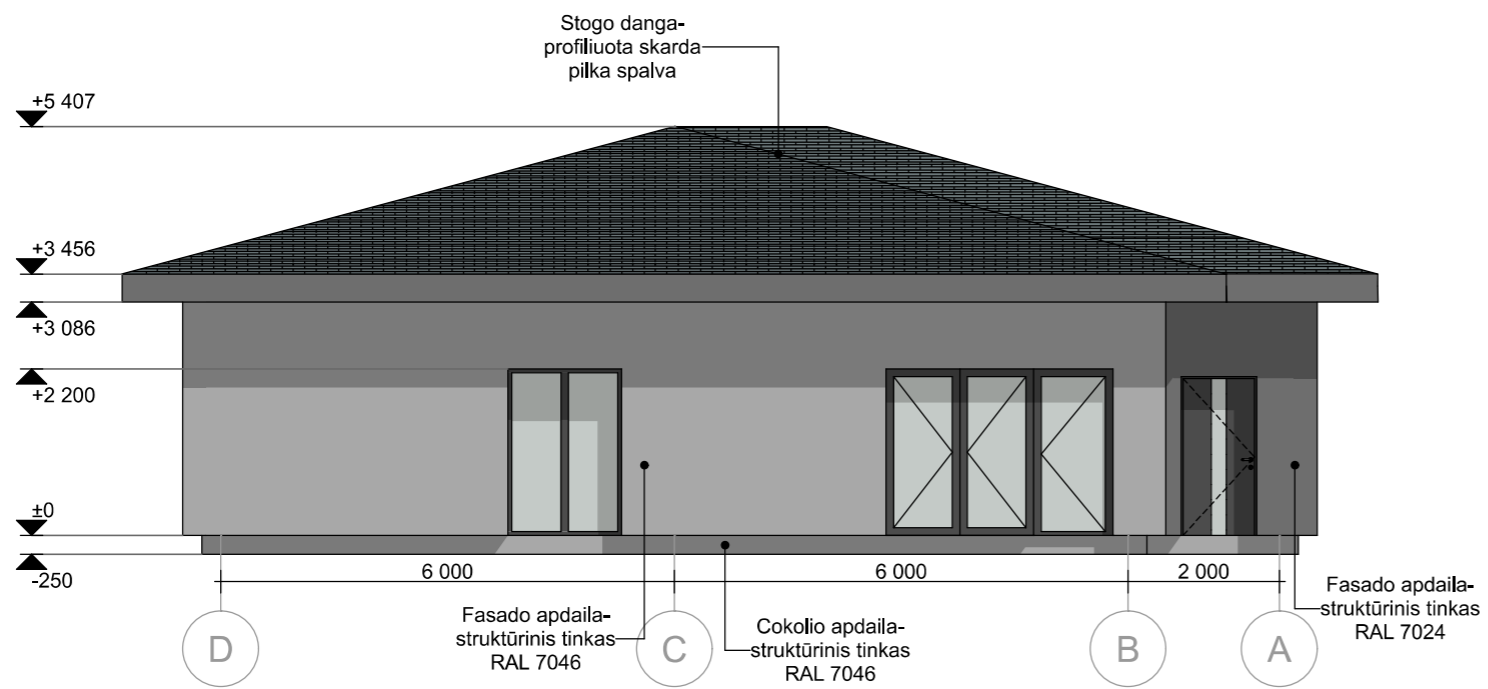 Stogo danga-
profiliuota skarda
pilka spalva
+5 407
+3 456
+3 086
+2 200
±0
-250
6 000
6 000
2 000
Fasado apdaila-
struktūrinis tinkas
RAL 7046
Cokolio apdaila-
struktūrinis tinkas
RAL 7046
Fasado apdaila-
struktūrinis tinkas
RAL 7024
D
C
B
A